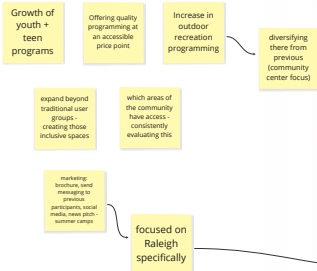 Growth of
youth +
teen
programs
Offering quality
programming at
an accessible
price point
Increase in
outdoor
recreation
programming
diversifying
there from
previous
(community
center focus)
expand beyond
traditional user
groups -
creating those
inclusive spaces
which areas of
the community
have access -
consistently
evaluating this
marketing:
brochure, send
messaging to
previous
participants, social
media, news pitch -
summer camps
focused on
Raleigh
specifically